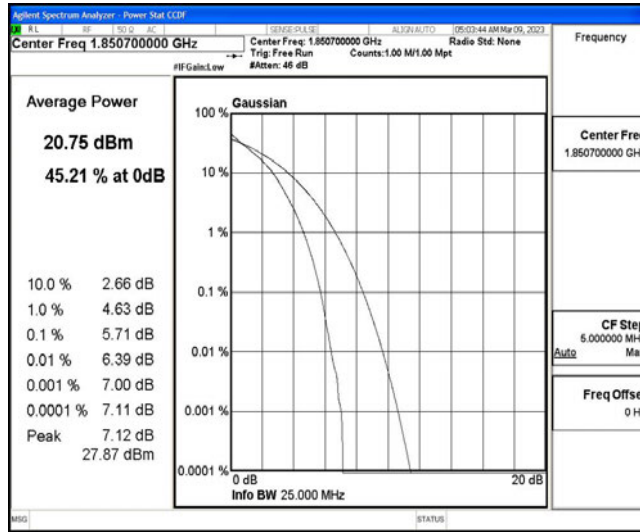 Agilent Spectrum Analyzer - Power Stat CCDF
RL RF 50 Ω AC SENSE:PULSE ALIGN AUTO 05:03:44 AM Mar 09, 2023
Center Freq 1.850700000 GHz
Center Freq: 1.850700000 GHz Radio Std: None
Trig: Free Run Counts:1.00 M/1.00 Mpt
#IFGain:Low #Atten: 46 dB
Frequency
Average Power
20.75 dBm
45.21 % at 0dB
10.0 % 2.66 dB
1.0 % 4.63 dB
0.1 % 5.71 dB
0.01 % 6.39 dB
0.001 % 7.00 dB
0.0001 % 7.11 dB
Peak 7.12 dB
27.87 dBm
Gaussian
100 %
10 %
1 %
0.1 %
0.01 %
0.001 %
0.0001 %
0 dB 20 dB
Info BW 25.000 MHz
Center Fre
1.850700000 GH
CF Step
5.000000 MH
Auto Ma
Freq Offse
0 H
MSG STATUS